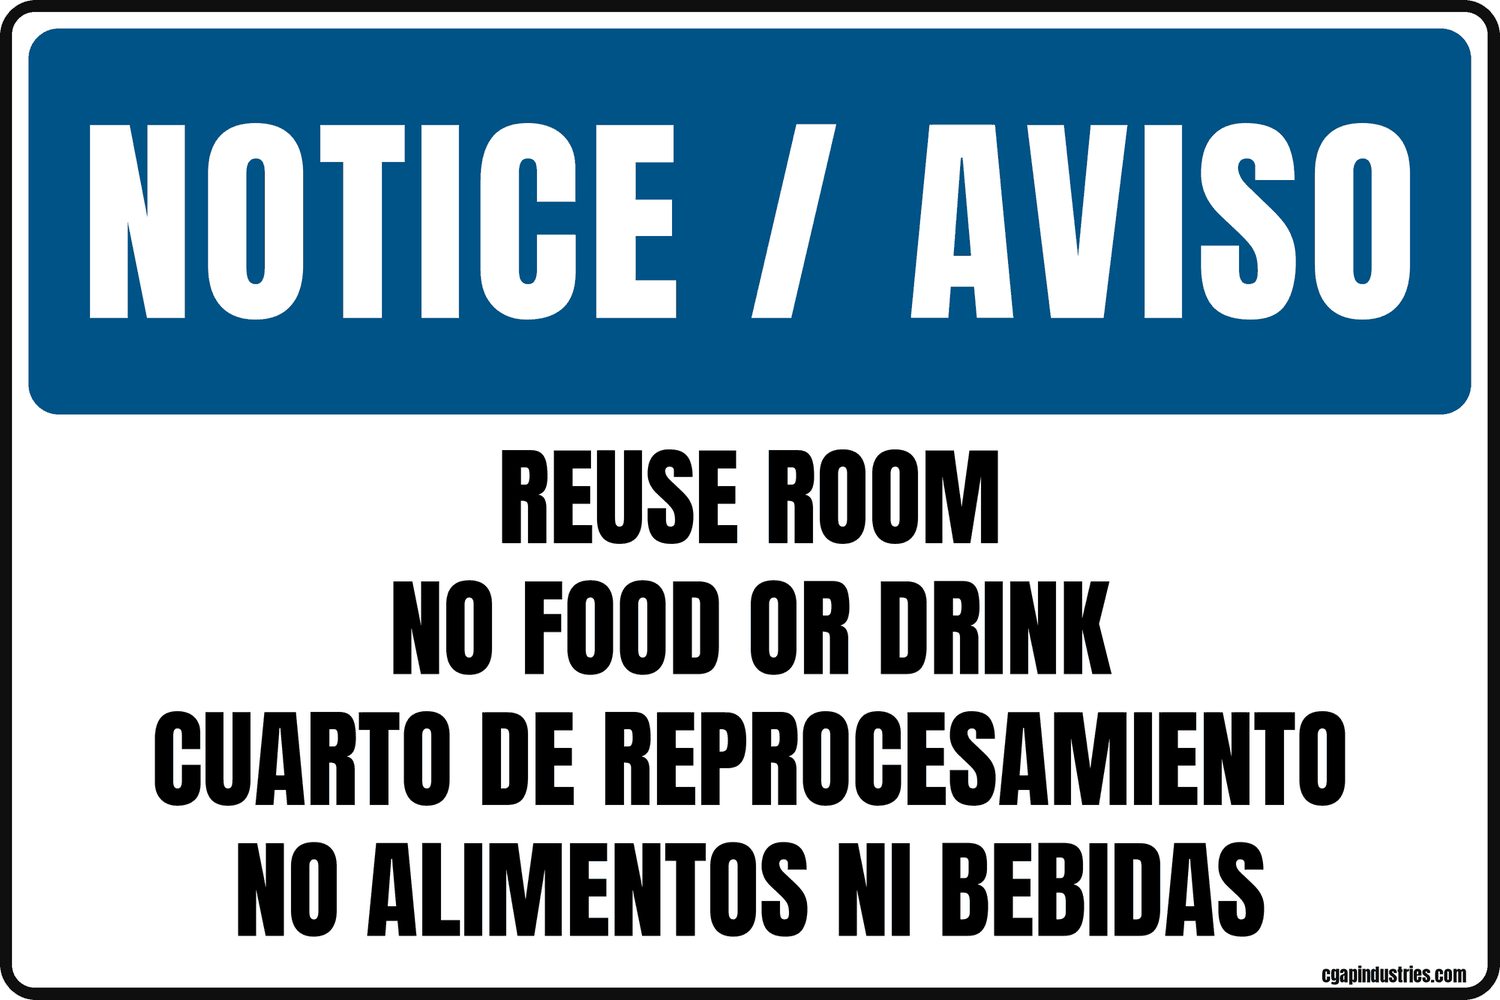 NOTICE / AVISO
REUSE ROOM
NO FOOD OR DRINK
CUARTO DE REPROCESAMIENTO
NO ALIMENTOS NI BEBIDAS
cgapindustries.com